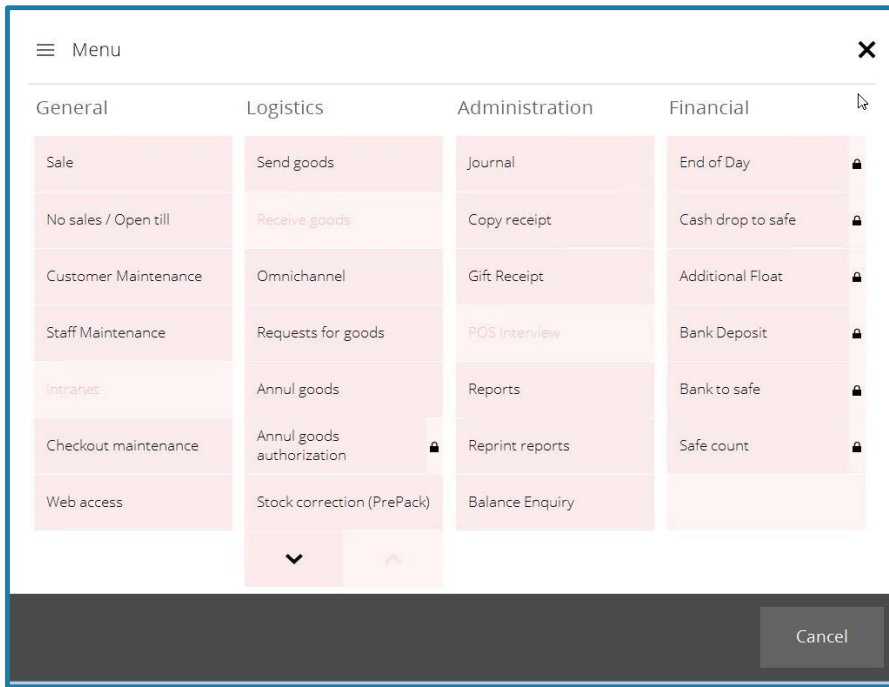 Menu
General
Logistics
Administration
Financial
Sale
Send goods
Journal
End of Day
No sales / Open till
Receive goods
Copy receipt
Cash drop to safe
Customer Maintenance
Omnichannel
Gift Receipt
Additional Float
Staff Maintenance
Requests for goods
POS Interview
Bank Deposit
Intranet
Annul goods
Reports
Bank to safe
Checkout maintenance
Annul goods
authorization
Reprint reports
Safe count
Web access
Stock correction (PrePack)
Balance Enquiry
Cancel